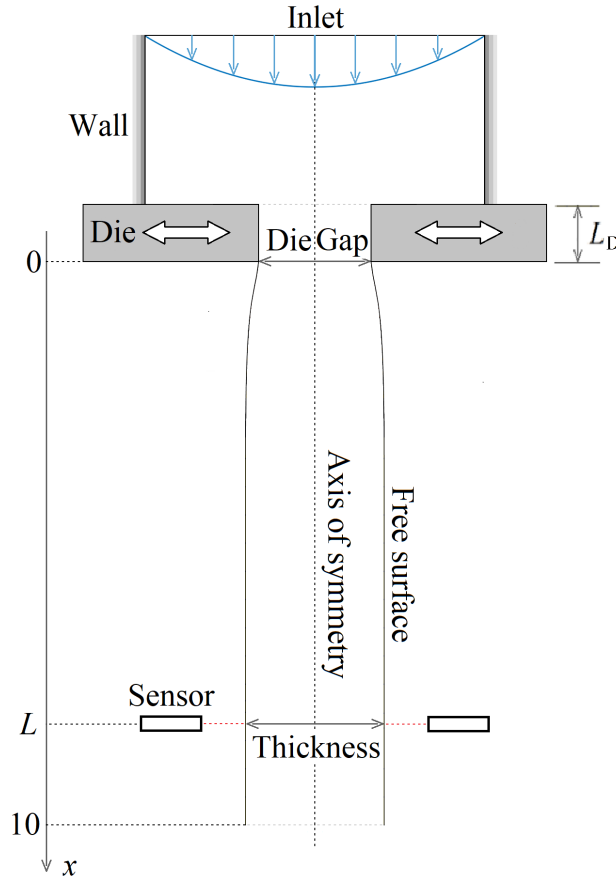 Inlet
Wall
Die
Die Gap
L_D
0
Axis of symmetry
Free surface
Sensor
L
Thickness
10
x